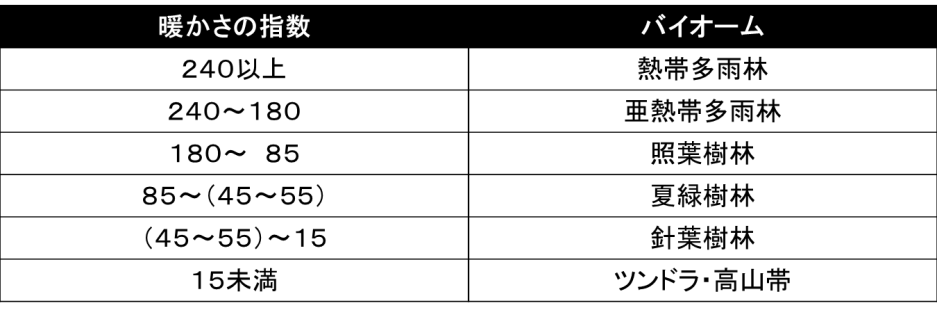 暖かさの指数 バイオーム
240以上 熱帯多雨林
240～180 亜熱帯多雨林
180～ 85 照葉樹林
85～(45～55) 夏緑樹林
(45～55)～15 針葉樹林
15未満 ツンドラ・高山帯